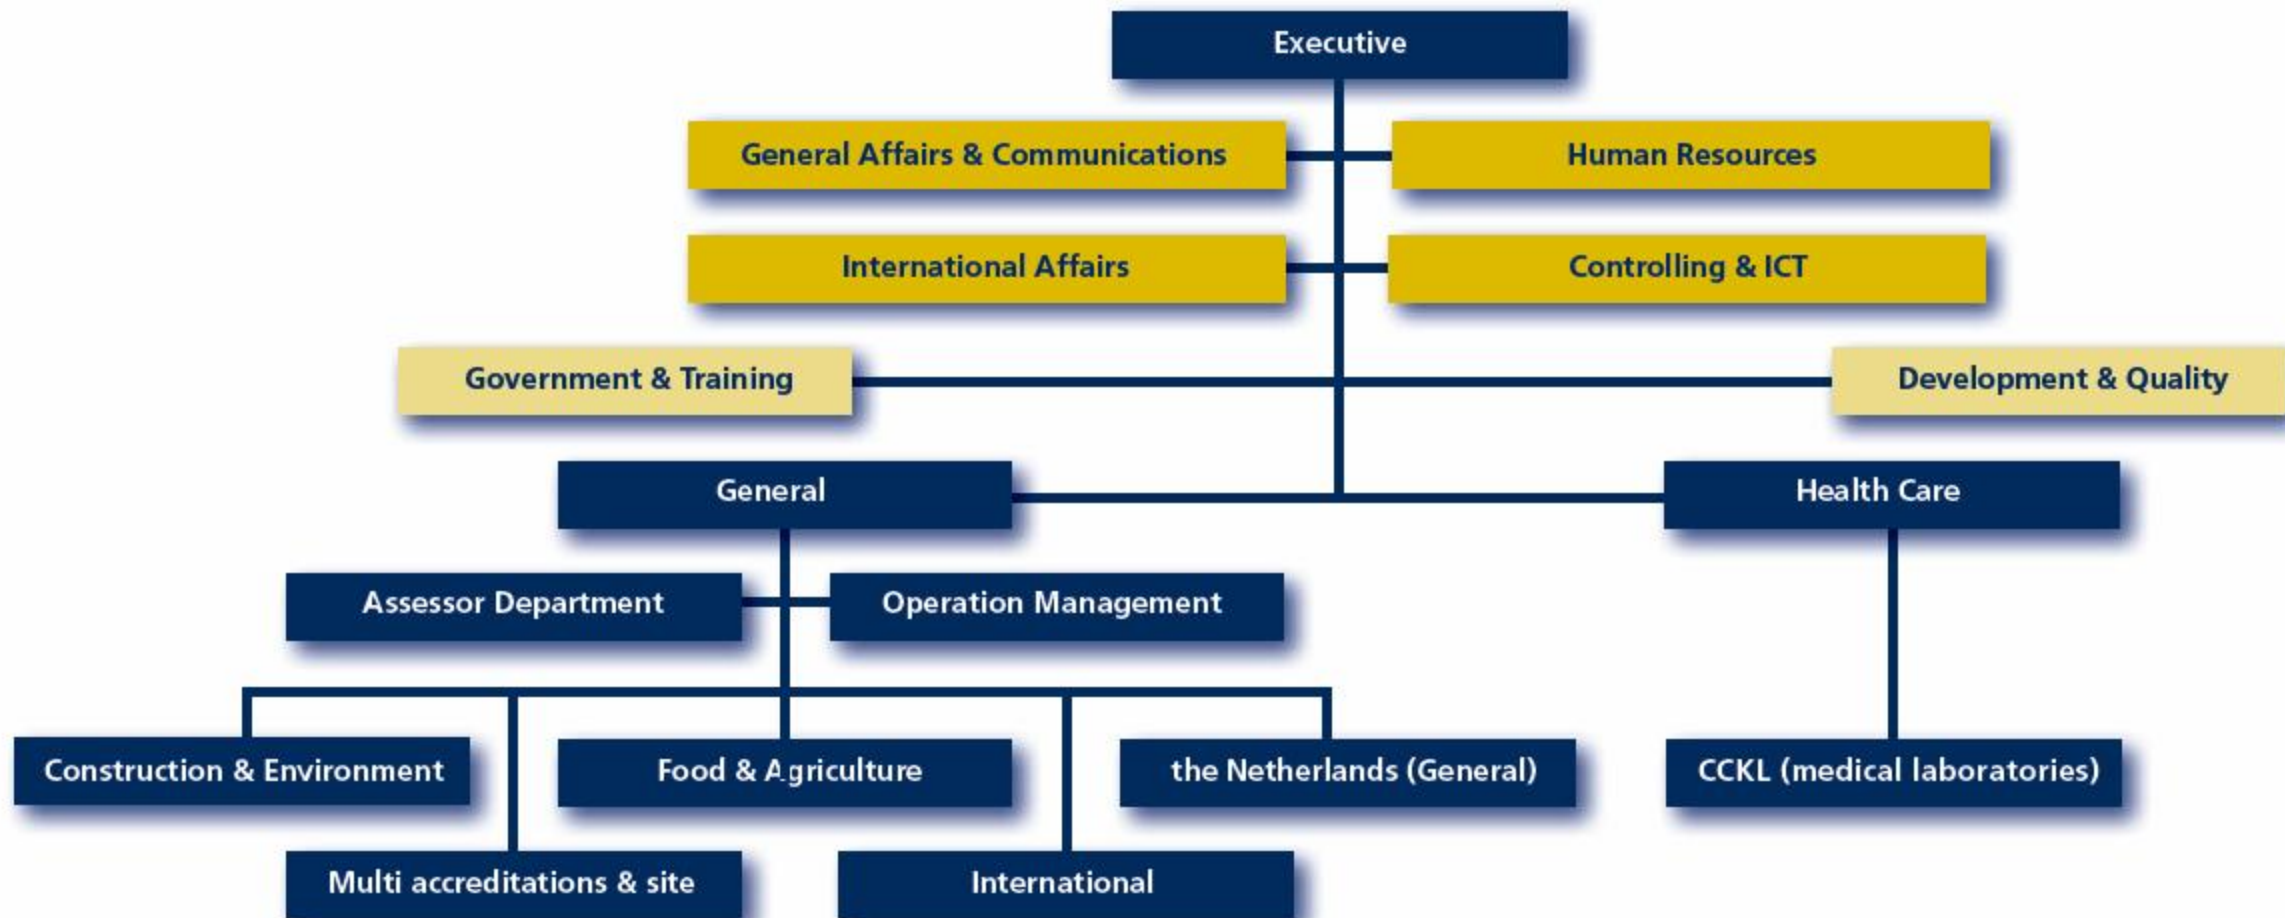 Executive
General Affairs & Communications
Human Resources
International Affairs
Controlling & ICT
Government & Training
Development & Quality
General
Health Care
Assessor Department
Operation Management
Construction & Environment
Food & Agriculture
the Netherlands (General)
CCKL (medical laboratories)
Multi accreditations & site
International